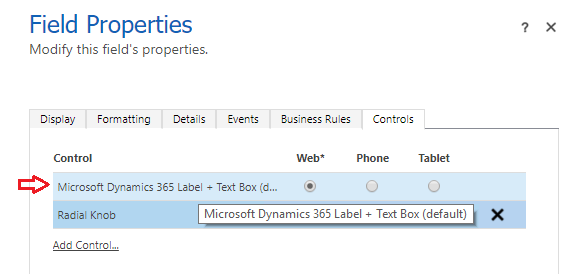 Field Properties
? ×
Modify this field's properties.
Display Formatting Details Events Business Rules Controls
Control Web* Phone Tablet
Microsoft Dynamics 365 Label + Text Box (d...
Radial Knob Microsoft Dynamics 365 Label + Text Box (default)
Add Control...